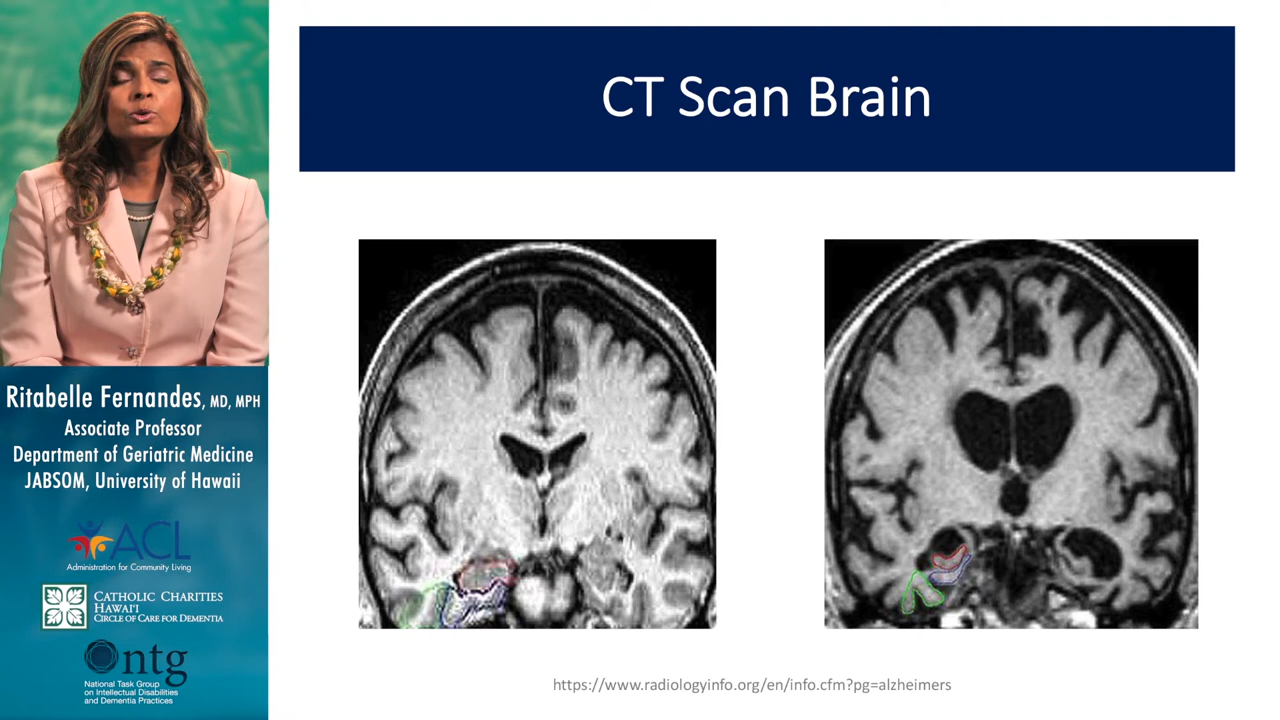 CT Scan Brain
Ritabelle Fernandes, MD, MPH
Associate Professor
Department of Geriatric Medicine
JABSOM, University of Hawaii
ACL
Administration for Community Living
CATHOLIC CHARITIES
HAWAI‘I
CIRCLE OF CARE FOR DEMENTIA
ntg
National Task Group
on Intellectual Disabilities
and Dementia Practices
https://www.radiologyinfo.org/en/info.cfm?pg=alzheimers